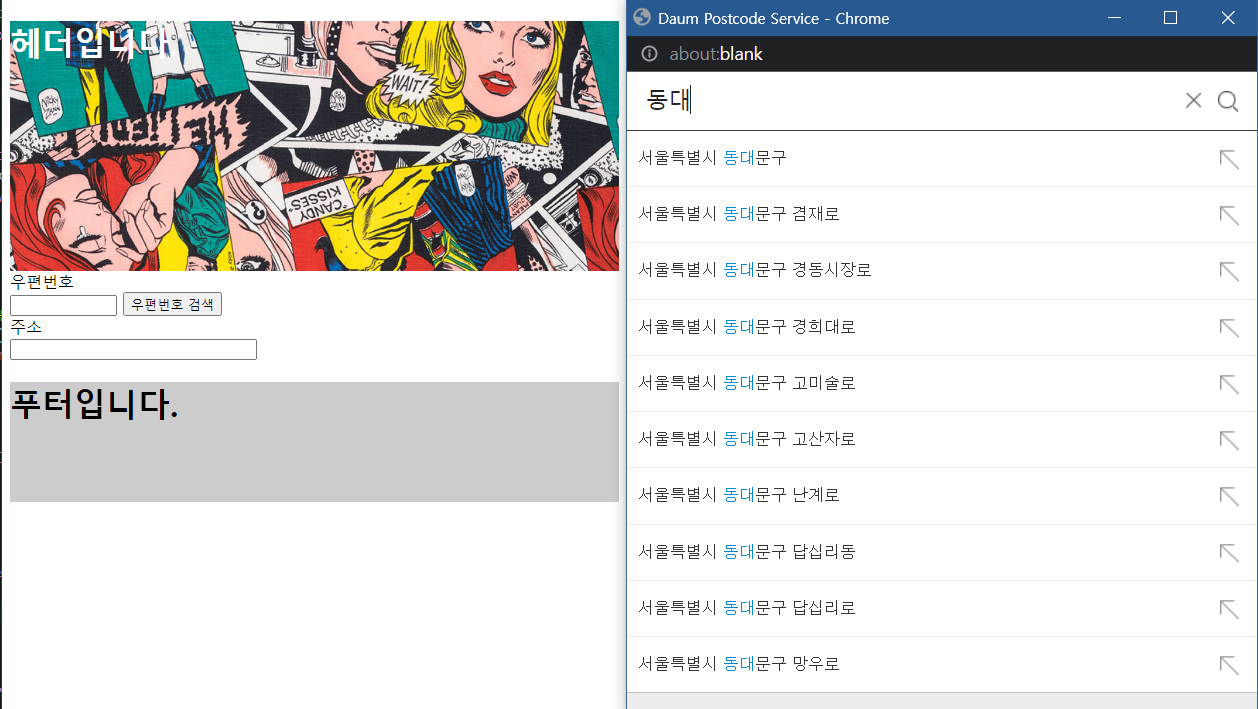 헤더입니다.
WAIT!
NICKY
"CANDY
KISSES"
우편번호
우편번호 검색
주소
푸터입니다.
Daum Postcode Service - Chrome
about:blank
동대
서울특별시 동대문구
서울특별시 동대문구 겸재로
서울특별시 동대문구 경동시장로
서울특별시 동대문구 경희대로
서울특별시 동대문구 고미술로
서울특별시 동대문구 고산자로
서울특별시 동대문구 난계로
서울특별시 동대문구 답십리동
서울특별시 동대문구 답십리로
서울특별시 동대문구 망우로